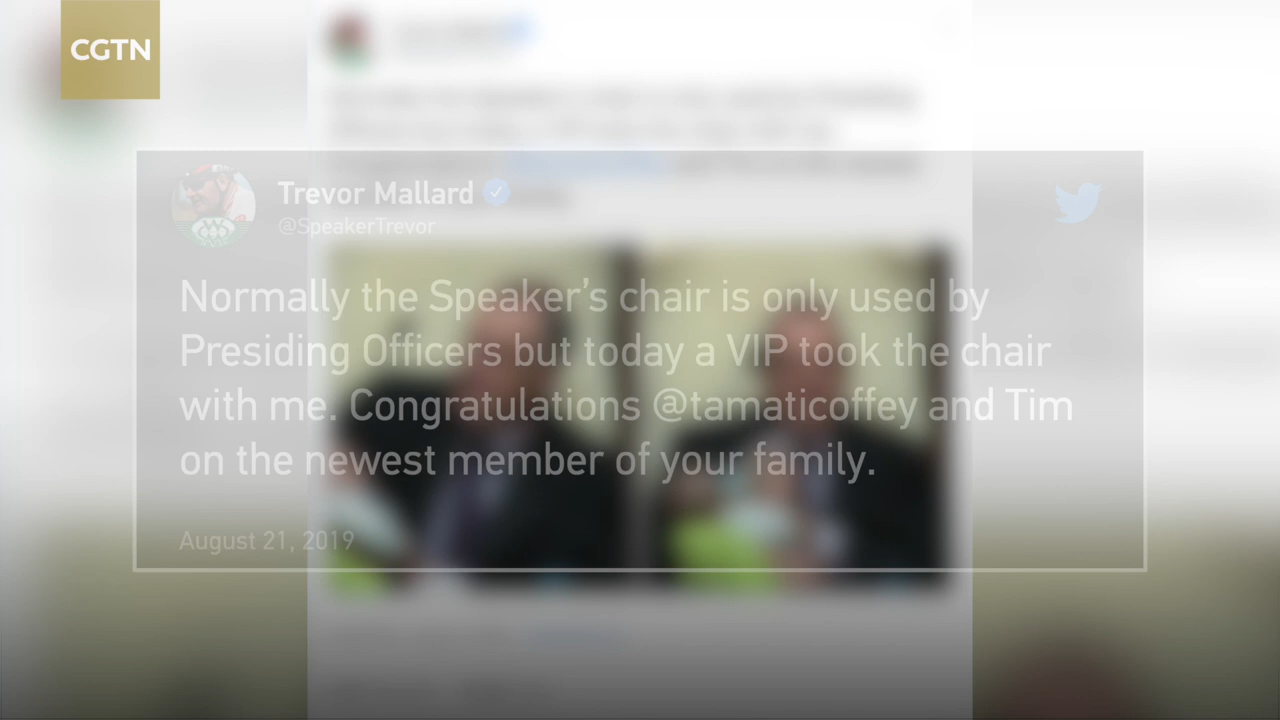 CGTN
Trevor Mallard
@SpeakerTrevor
Normally the Speaker's chair is only used by
Presiding Officers but today a VIP took the chair
with me. Congratulations @tamaticoffey and Tim
on the newest member of your family.
August 21, 2019